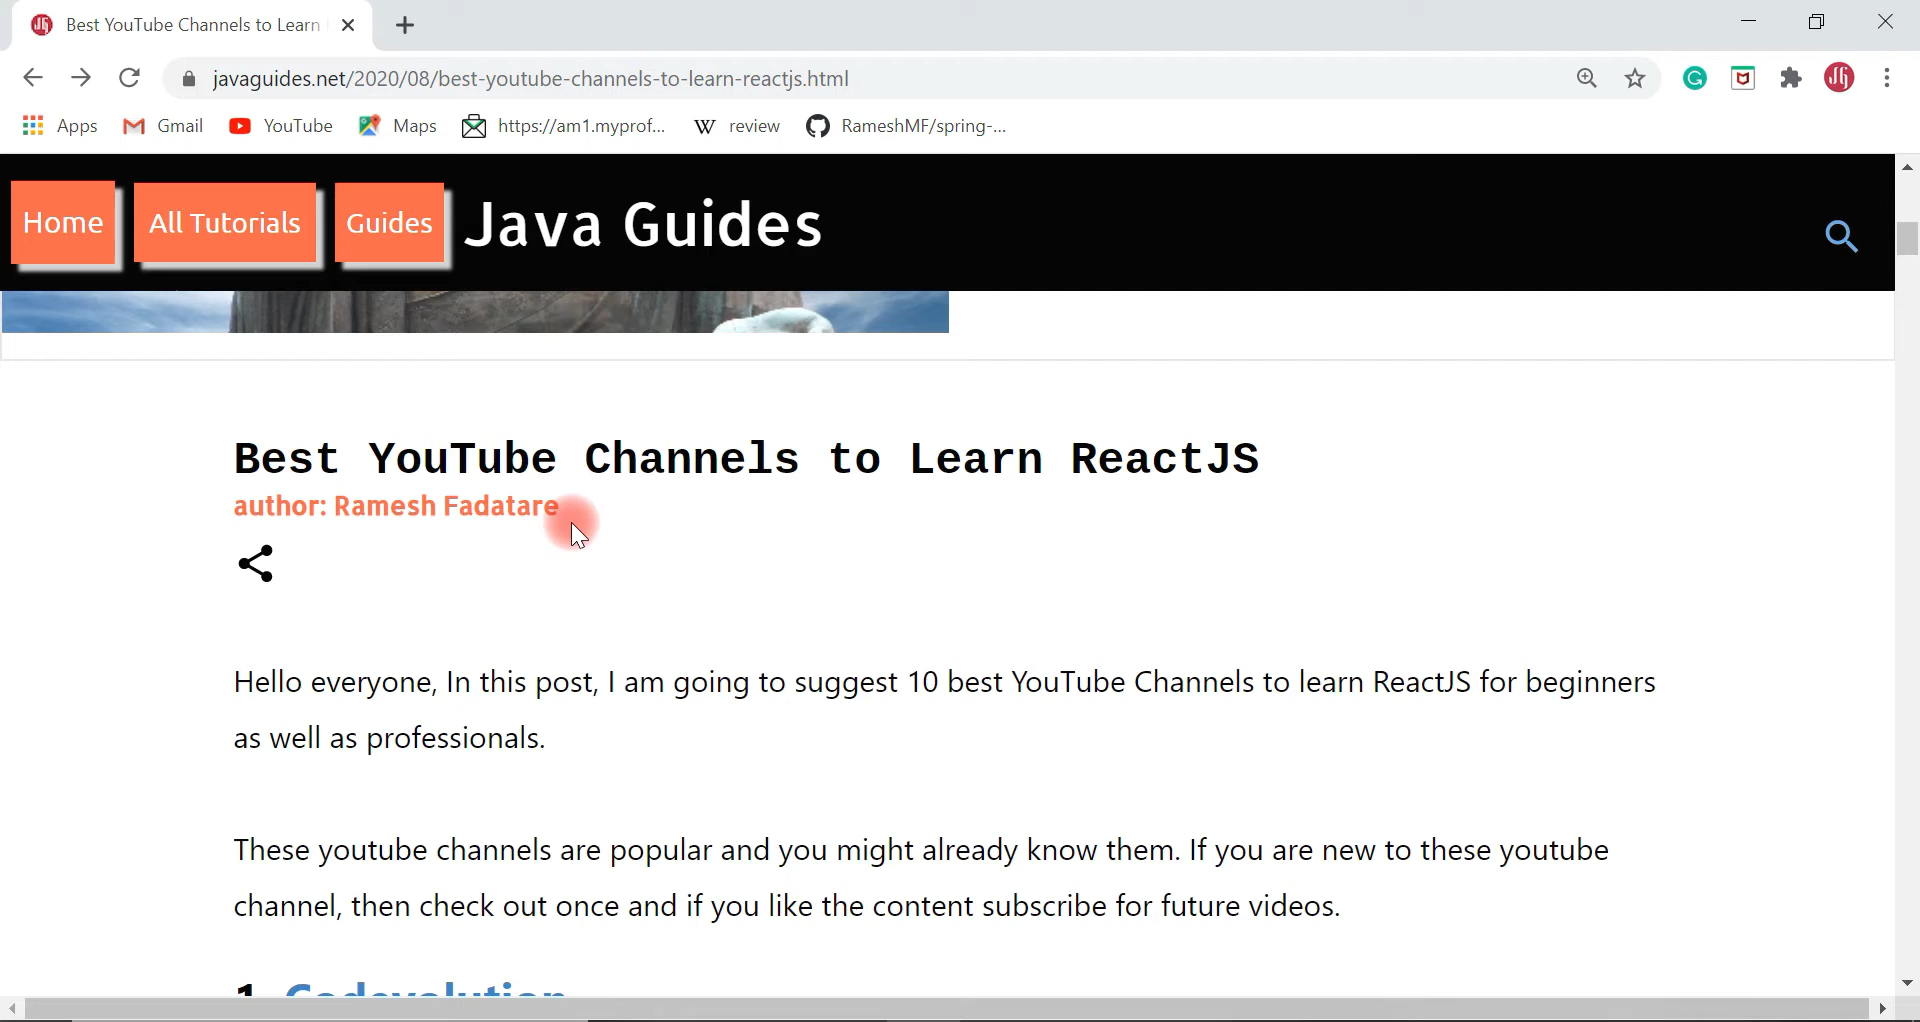 Best YouTube Channels to Learn
javaguides.net/2020/08/best-youtube-channels-to-learn-reactjs.html
Apps Gmail YouTube Maps https://am1.myprof... W review RameshMF/spring-...
Home All Tutorials Guides Java Guides
Best YouTube Channels to Learn ReactJS
author: Ramesh Fadatare
Hello everyone, In this post, I am going to suggest 10 best YouTube Channels to learn ReactJS for beginners
as well as professionals.
These youtube channels are popular and you might already know them. If you are new to these youtube
channel, then check out once and if you like the content subscribe for future videos.
1. Codevolution